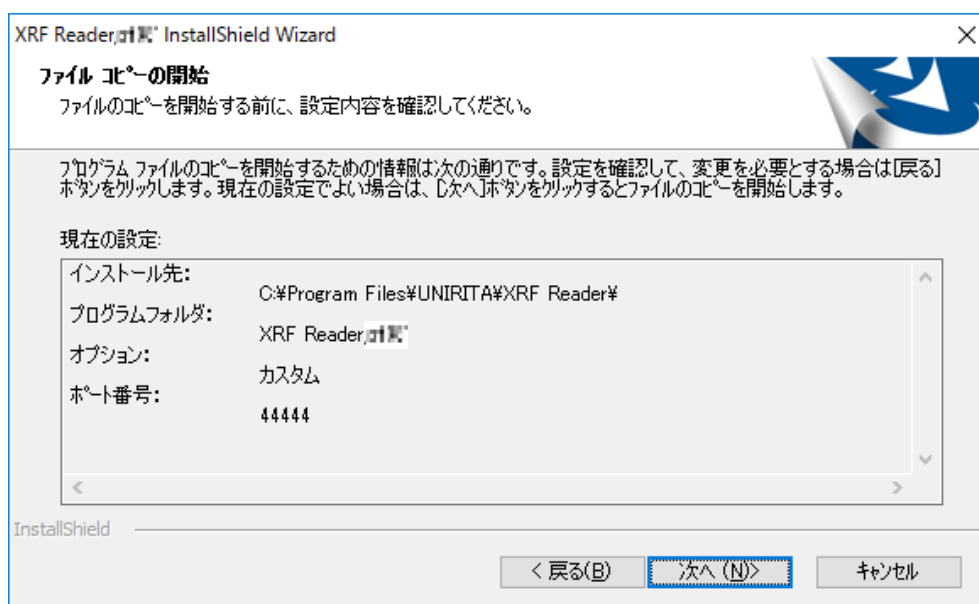 XRF Reader InstallShield Wizard
ファイル コピーの開始
ファイルのコピーを開始する前に、設定内容を確認してください。
プログラム ファイルのコピーを開始するための情報は次の通りです。設定を確認して、変更を必要とする場合は[戻る]
ボタンをクリックします。現在の設定でよい場合は、[次へ]ボタンをクリックするとファイルのコピーを開始します。
現在の設定:
インストール先:
C:¥Program Files¥UNIRITA¥XRF Reader¥
プログラムフォルダ:
XRF Reader
オプション:
カスタム
ポート番号:
44444
InstallShield
< 戻る(B)
次へ (N)>
キャンセル